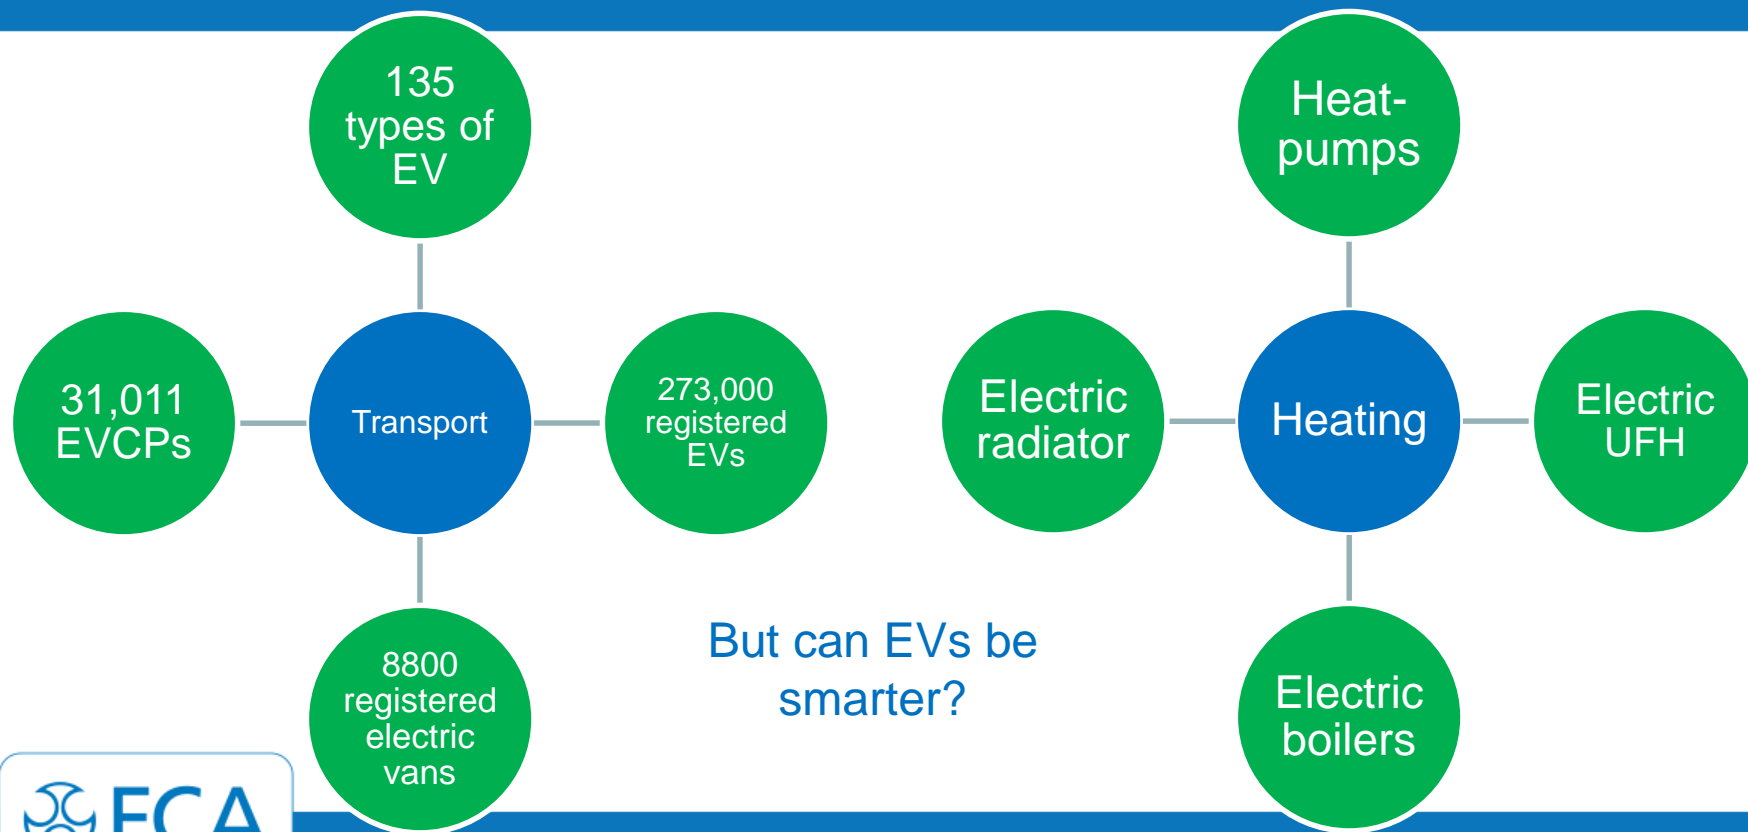 135
types of
EV
31,011
EVCPs
Transport
273,000
registered
EVs
8800
registered
electric
vans
Heat-
pumps
Electric
radiator
Heating
Electric
UFH
Electric
boilers
But can EVs be
smarter?
ECA